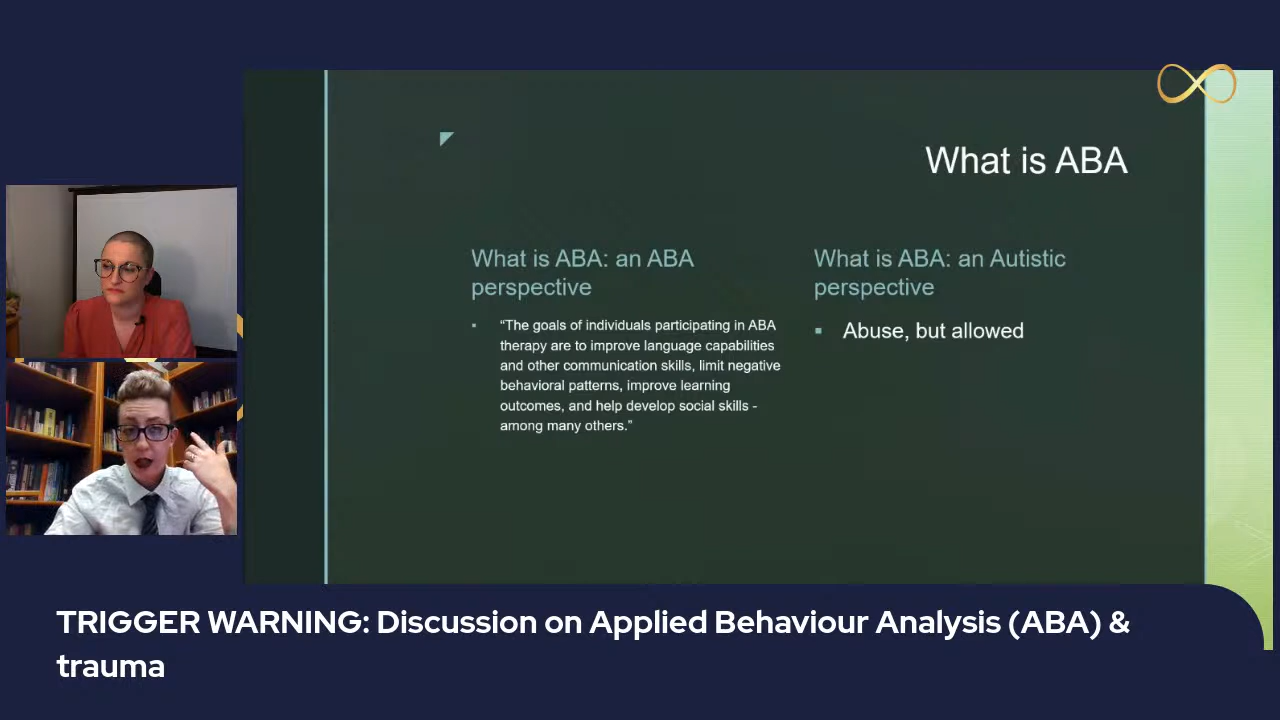 What is ABA
What is ABA: an ABA
perspective
▪ “The goals of individuals participating in ABA
therapy are to improve language capabilities
and other communication skills, limit negative
behavioral patterns, improve learning
outcomes, and help develop social skills -
among many others.”
What is ABA: an Autistic
perspective
▪ Abuse, but allowed
TRIGGER WARNING: Discussion on Applied Behaviour Analysis (ABA) &
trauma